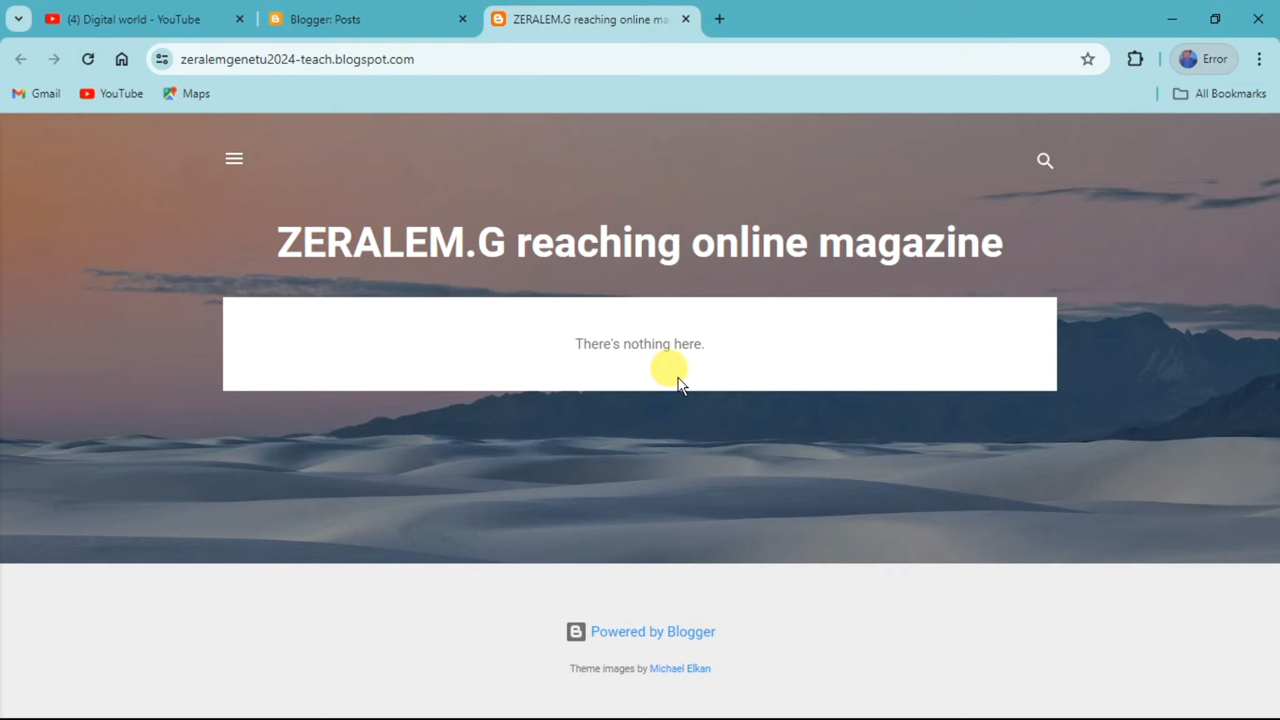 (4) Digital world - YouTube
Blogger: Posts
ZERALEM.G reaching online ma
zeralemgenetu2024-teach.blogspot.com
Error
Gmail
YouTube
Maps
All Bookmarks
ZERALEM.G reaching online magazine
There's nothing here.
Powered by Blogger
Theme images by Michael Elkan